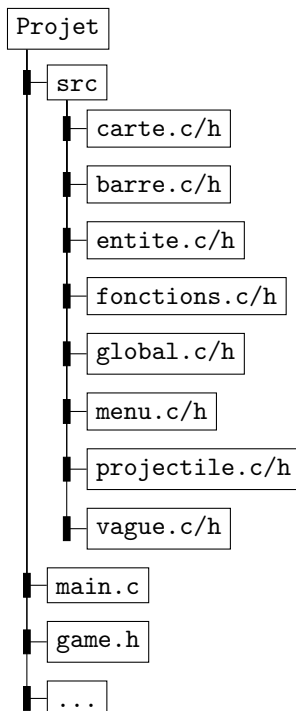 Projet
src
carte.c/h
barre.c/h
entite.c/h
fonctions.c/h
global.c/h
menu.c/h
projectile.c/h
vague.c/h
main.c
game.h
...